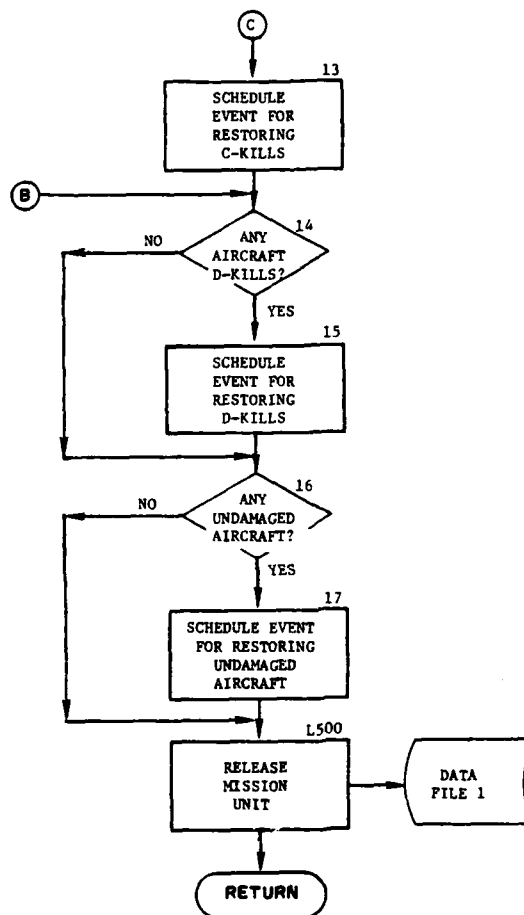 C
13
SCHEDULE
EVENT FOR
RESTORING
C-KILLS
B
14
NO
ANY
AIRCRAFT
D-KILLS?
YES
15
SCHEDULE
EVENT FOR
RESTORING
D-KILLS
16
NO
ANY
UNDAMAGED
AIRCRAFT?
YES
17
SCHEDULE EVENT
FOR RESTORING
UNDAMAGED
AIRCRAFT
L500
RELEASE
MISSION
UNIT
DATA
FILE 1
RETURN